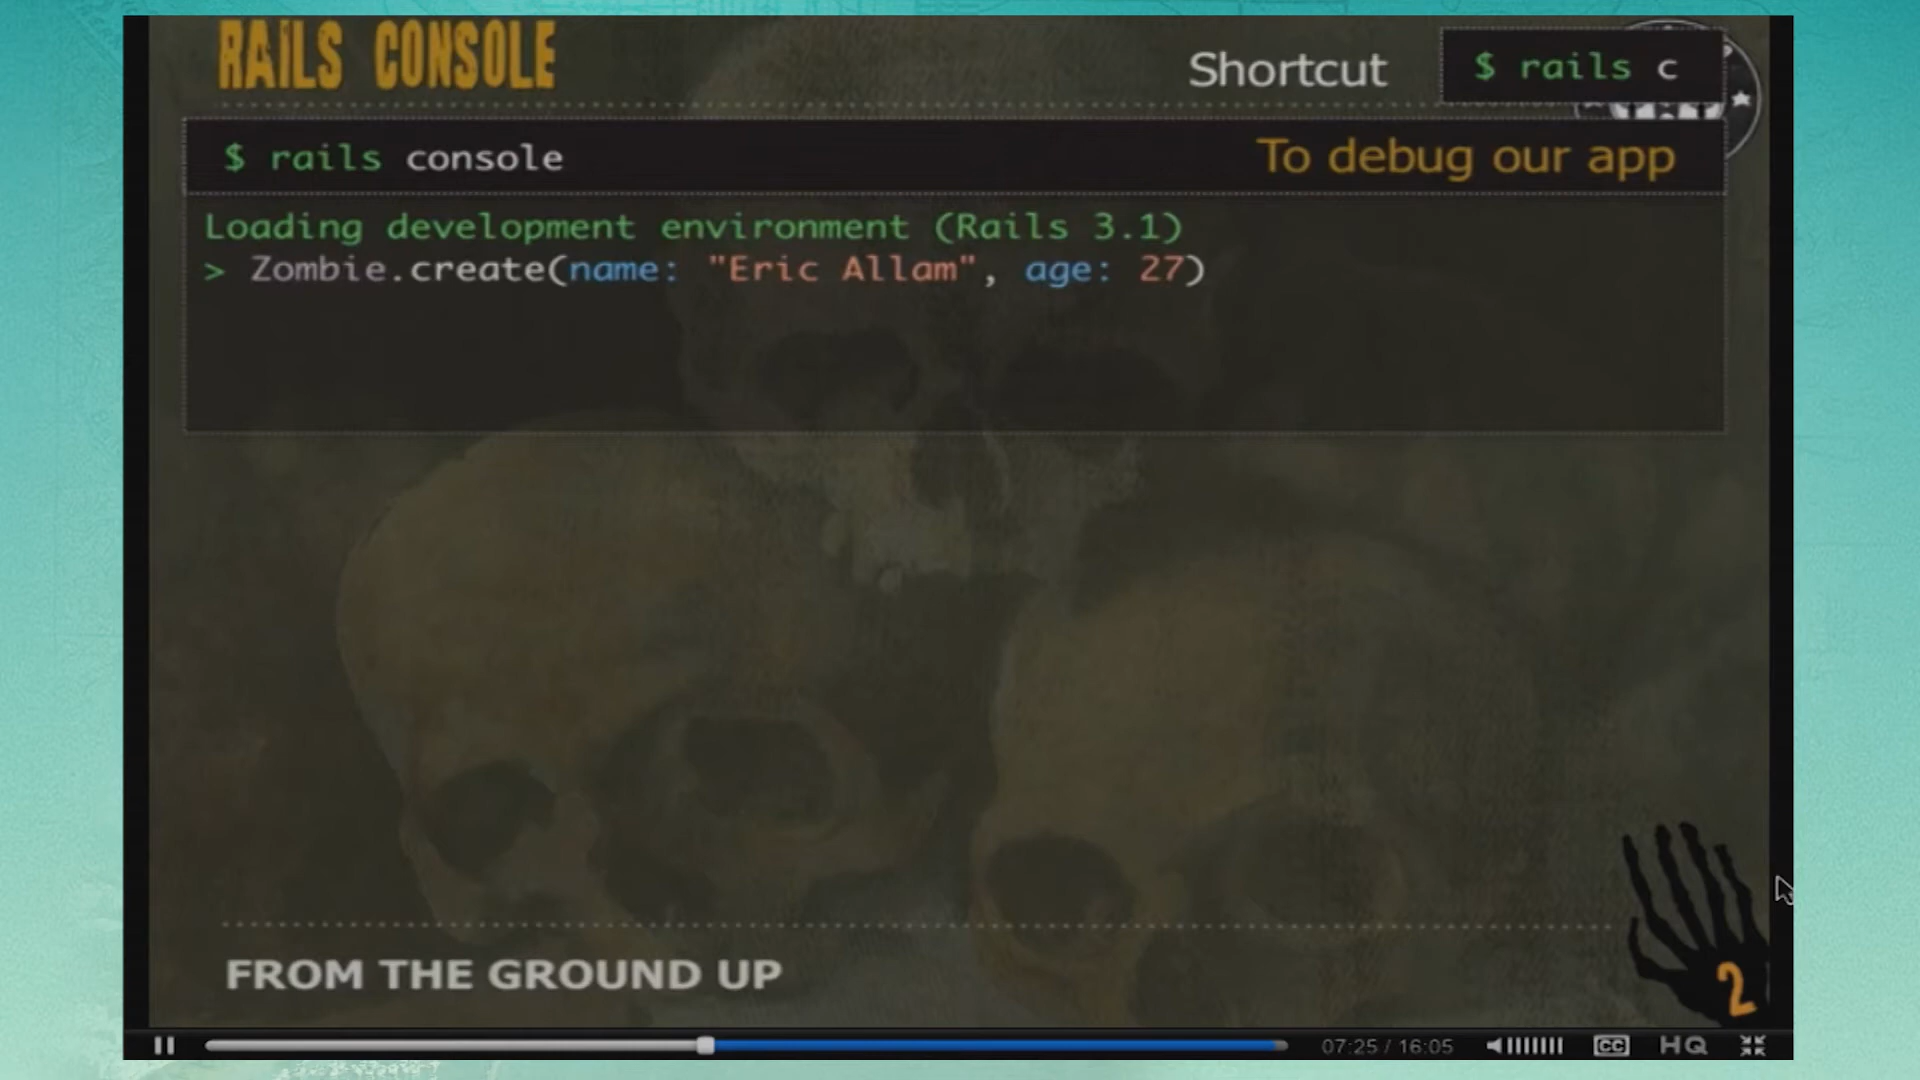 RAILS CONSOLE
Shortcut
$ rails c
$ rails console
To debug our app
Loading development environment (Rails 3.1)
> Zombie.create(name: "Eric Allam", age: 27)
FROM THE GROUND UP
2
07:25 / 16:05
CC
HQ